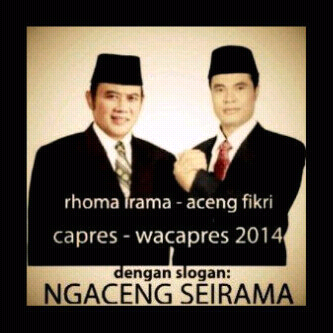 rhoma irama - aceng fikri
capres - wacapres 2014
dengan slogan:
NGACENG SEIRAMA